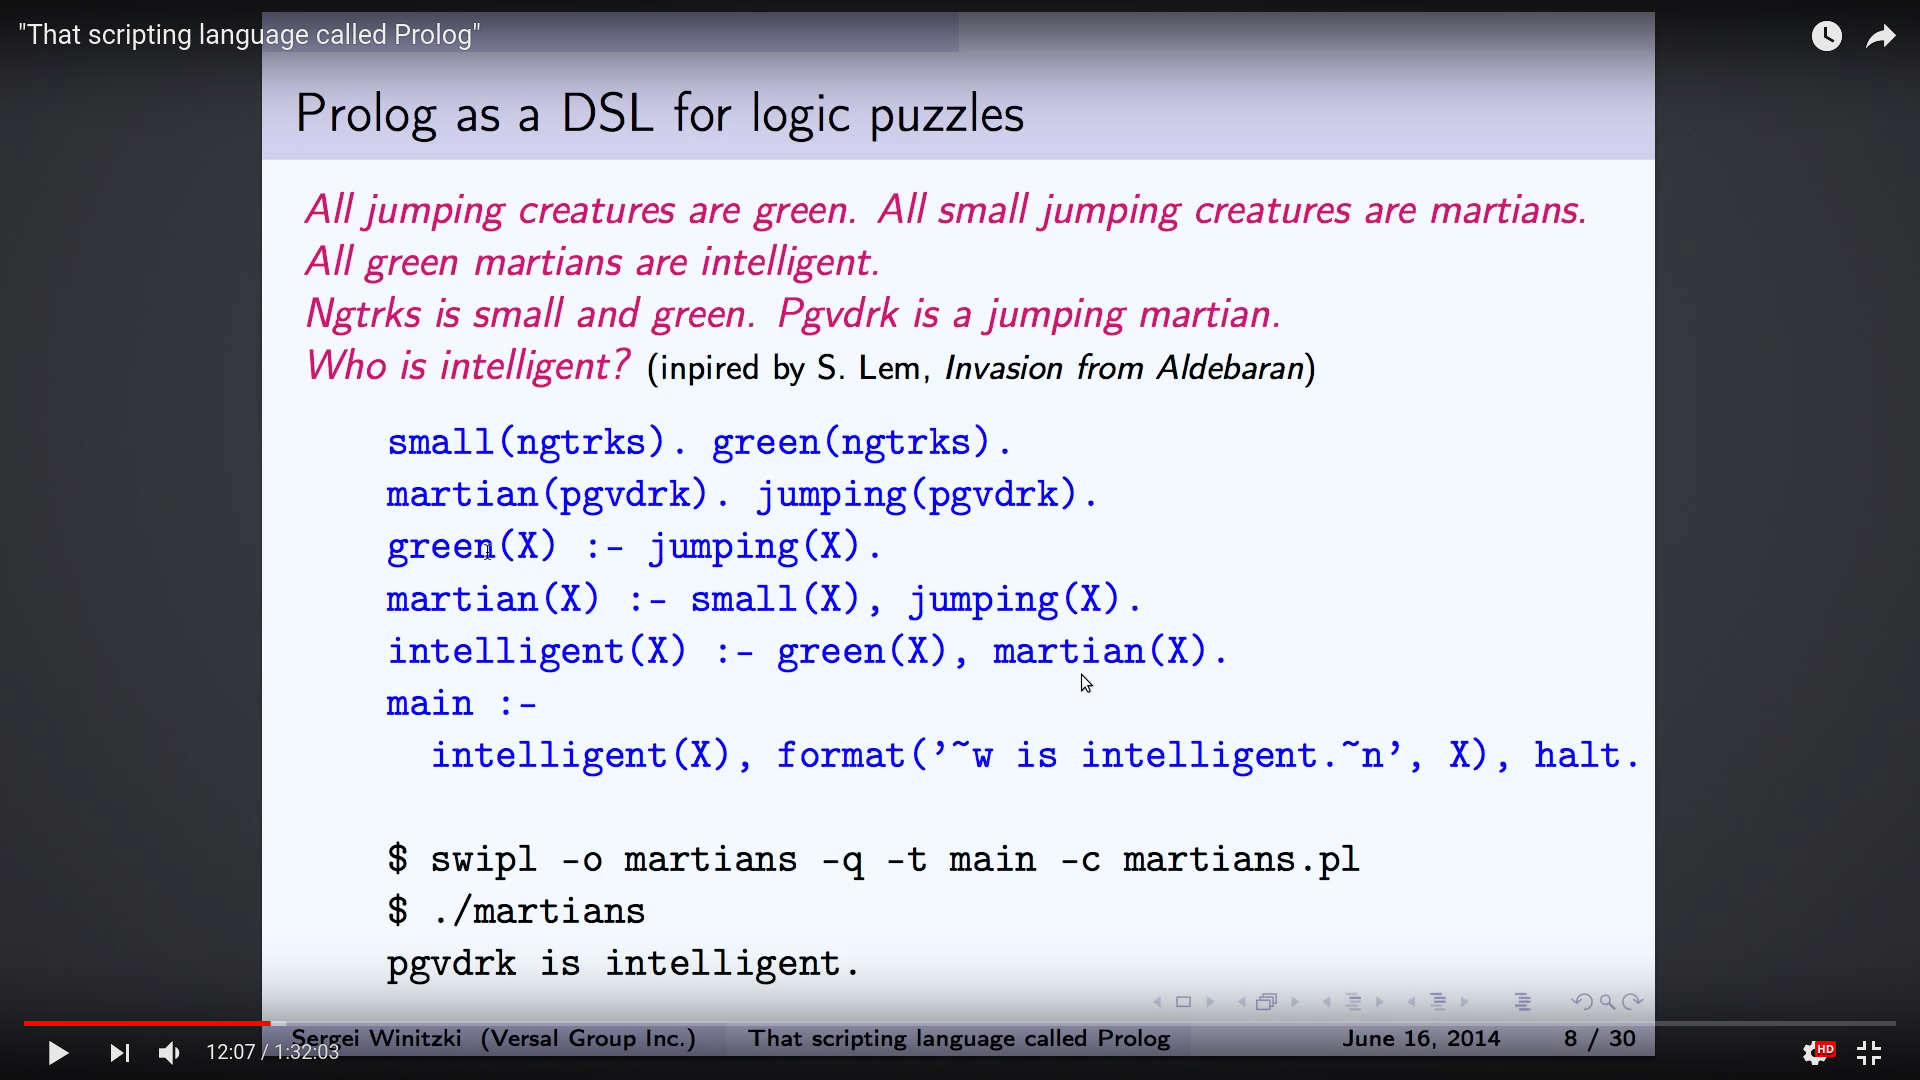 "That scripting language called Prolog"
Prolog as a DSL for logic puzzles
All jumping creatures are green. All small jumping creatures are martians.
All green martians are intelligent.
Ngtrks is small and green. Pgvdrk is a jumping martian.
Who is intelligent? (inpired by S. Lem, Invasion from Aldebaran)
small(ngtrks). green(ngtrks).
martian(pgvdrk). jumping(pgvdrk).
green(X) :- jumping(X).
martian(X) :- small(X), jumping(X).
intelligent(X) :- green(X), martian(X).
main :-
intelligent(X), format(’~w is intelligent.~n’, X), halt.
$ swipl -o martians -q -t main -c martians.pl
$ ./martians
pgvdrk is intelligent.
Sergei Winitzki (Versal Group Inc.) That scripting language called Prolog June 16, 2014 8 / 30
12:07 / 1:32:03 HD